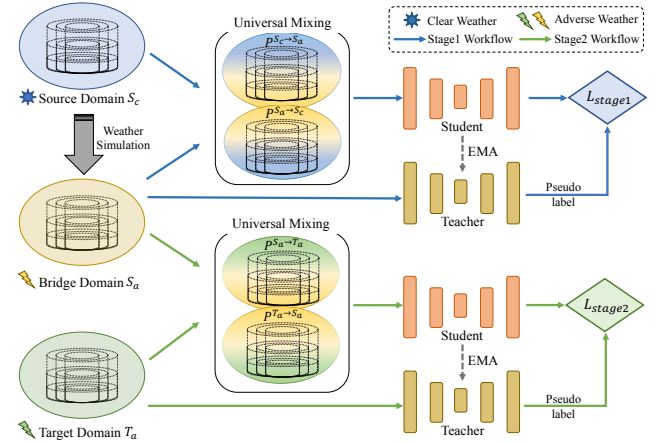 Universal Mixing
Clear Weather
Adverse Weather
Stage1 Workflow
Stage2 Workflow
P^{S_c→S_a}
P^{S_a→S_c}
Source Domain S_c
Weather
Simulation
Student
EMA
Teacher
L_{stage1}
Pseudo
label
Bridge Domain S_a
Universal Mixing
P^{S_a→T_a}
P^{T_a→S_a}
Student
EMA
Teacher
L_{stage2}
Pseudo
label
Target Domain T_a